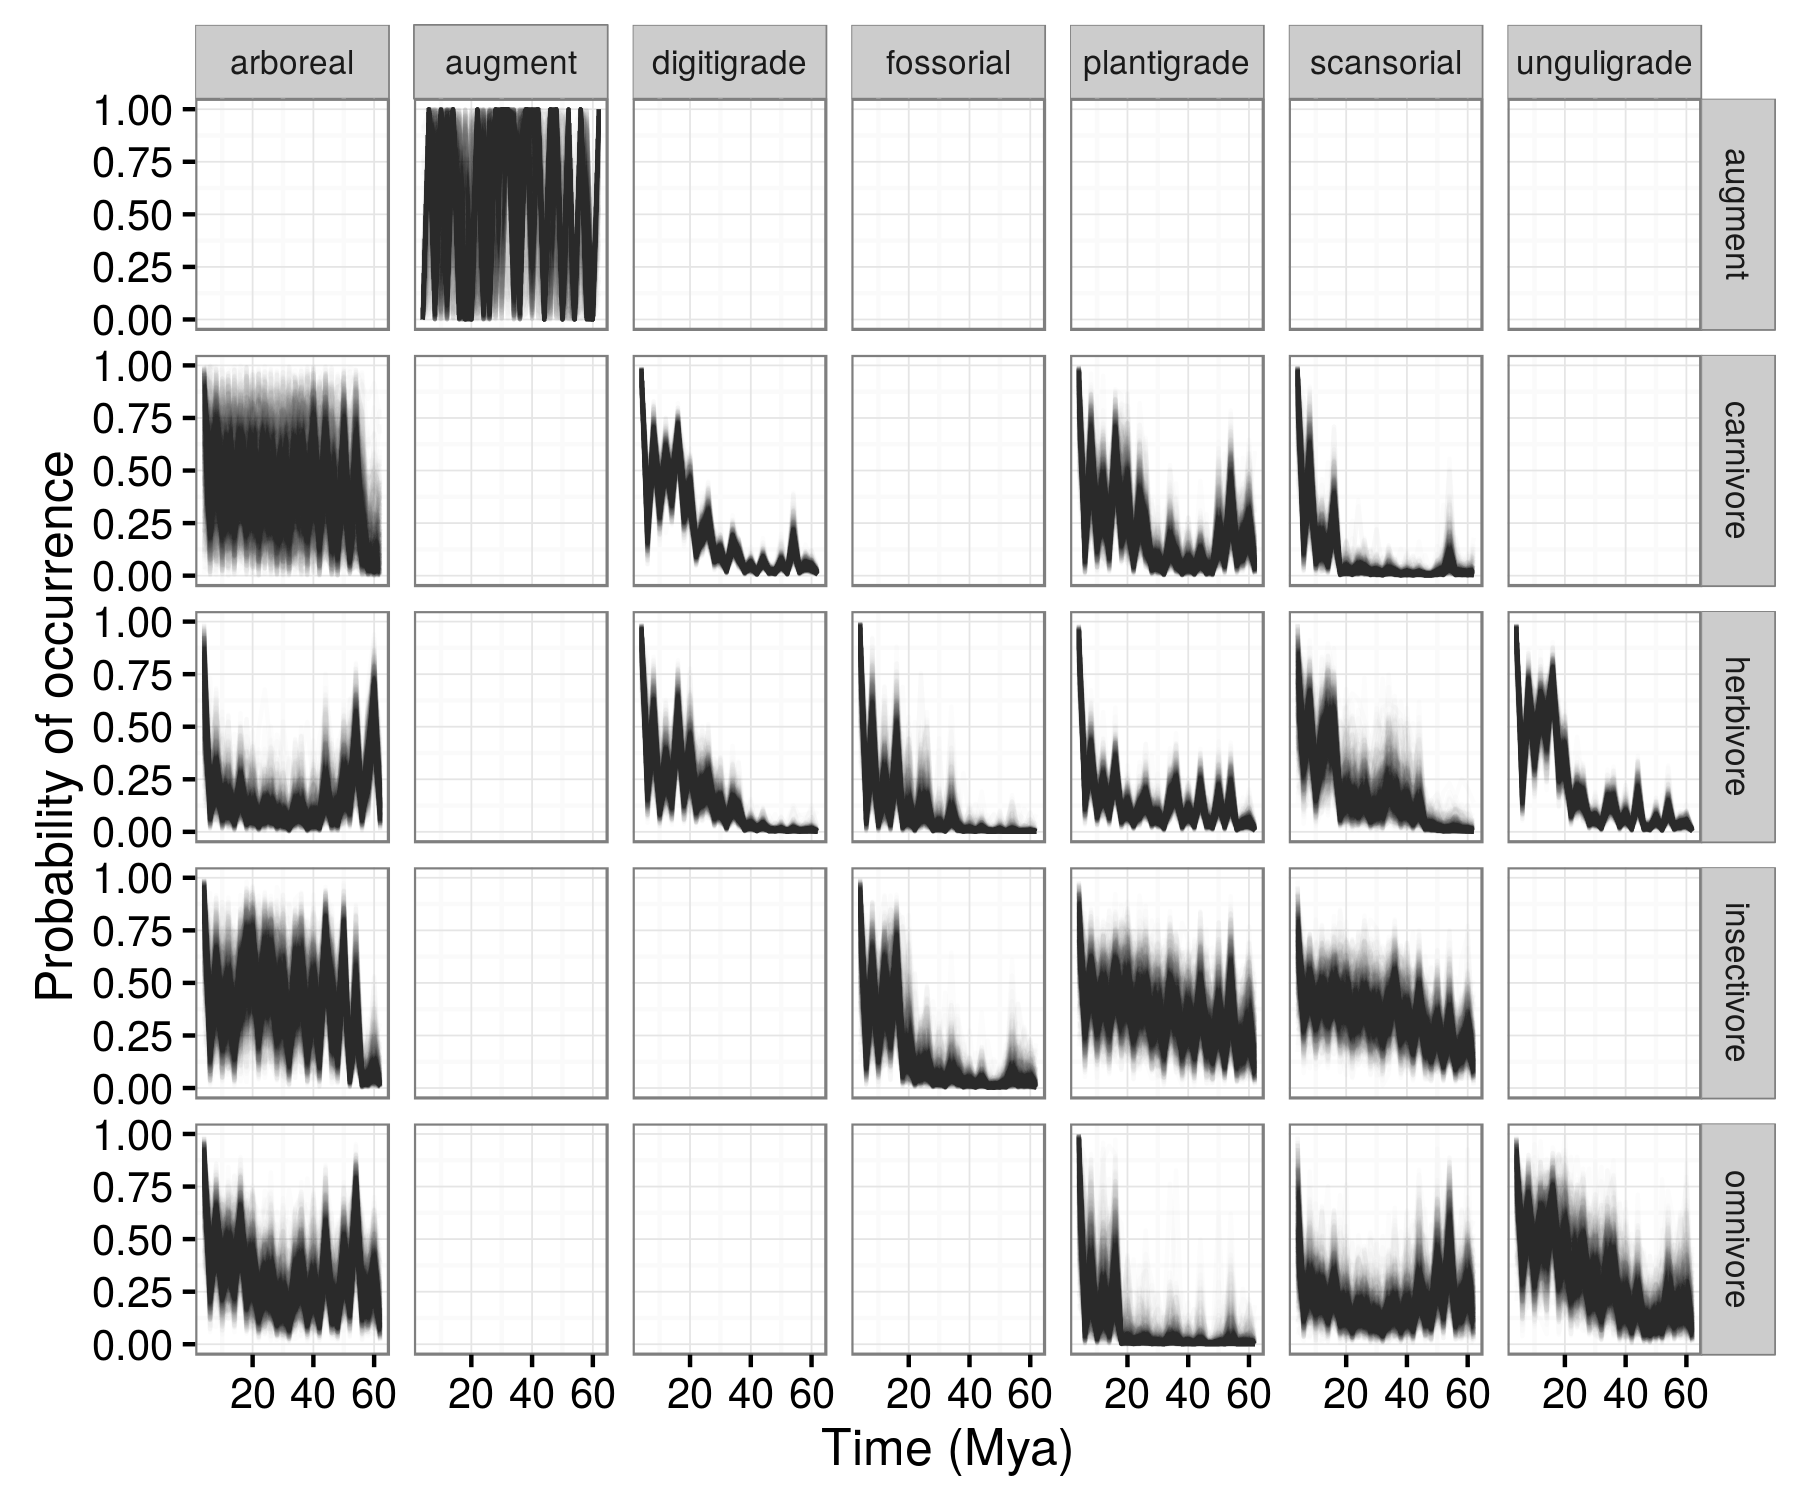 arboreal augment digitigrade fossorial plantigrade scansorial unguligrade
1.00
0.75
0.50
0.25
0.00
augment
1.00
0.75
0.50
0.25
0.00
carnivore
1.00
0.75
0.50
0.25
0.00
herbivore
1.00
0.75
0.50
0.25
0.00
insectivore
1.00
0.75
0.50
0.25
0.00
omnivore
Probability of occurrence
20 40 60 20 40 60 20 40 60 20 40 60 20 40 60 20 40 60 20 40 60
Time (Mya)